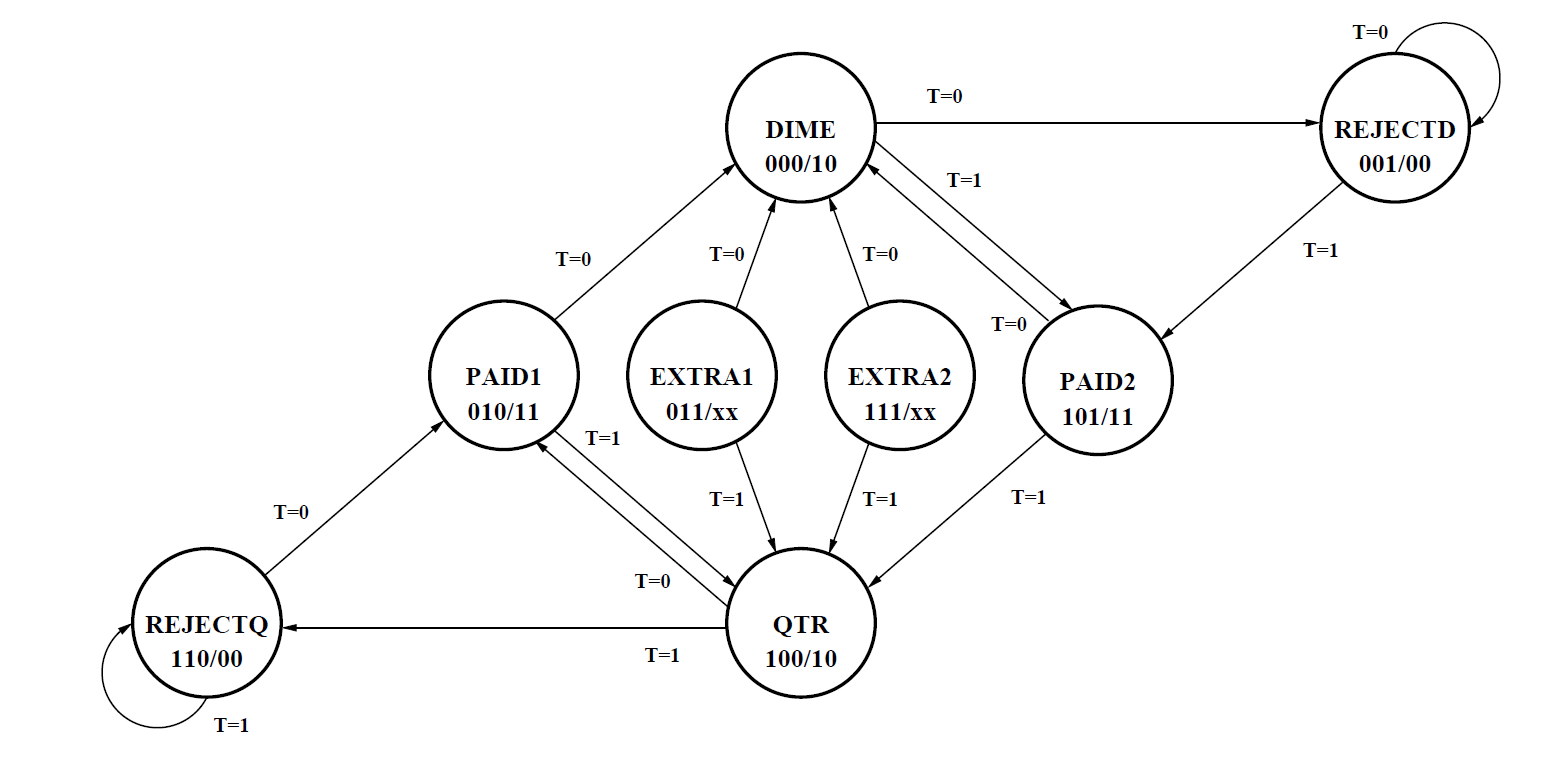 T=0
T=0
DIME
000/10
REJECTD
001/00
T=1
T=0
T=0
T=0
T=1
T=0
PAID1
010/11
EXTRA1
011/xx
EXTRA2
111/xx
PAID2
101/11
T=1
T=1
T=1
T=1
T=0
T=0
REJECTQ
110/00
QTR
100/10
T=1
T=1